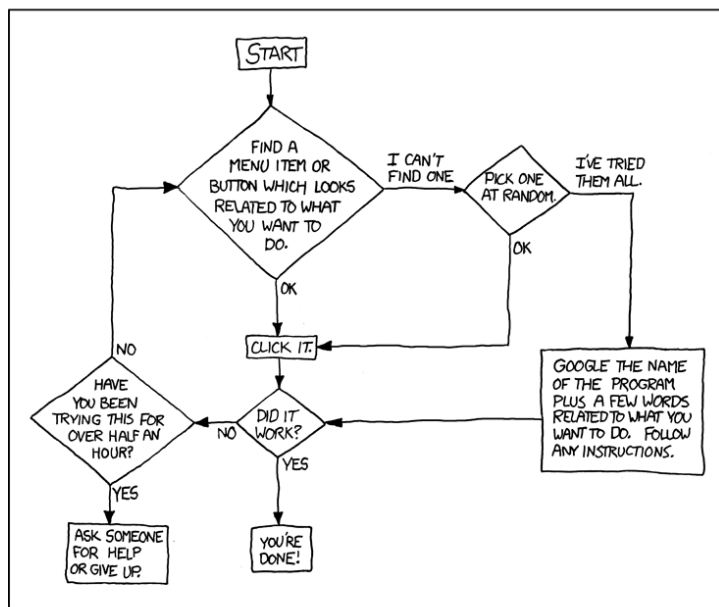 START
FIND A
MENU ITEM OR
BUTTON WHICH LOOKS
RELATED TO WHAT
YOU WANT TO
DO.
I CAN'T
FIND ONE
PICK ONE
AT RANDOM.
I'VE TRIED
THEM ALL.
OK
OK
CLICK IT.
NO
HAVE
YOU BEEN
TRYING THIS FOR
OVER HALF AN
HOUR?
NO
DID IT
WORK?
GOOGLE THE NAME
OF THE PROGRAM
PLUS A FEW WORDS
RELATED TO WHAT YOU
WANT TO DO. FOLLOW
ANY INSTRUCTIONS.
YES
YES
ASK SOMEONE
FOR HELP
OR GIVE UP.
YOU'RE
DONE!